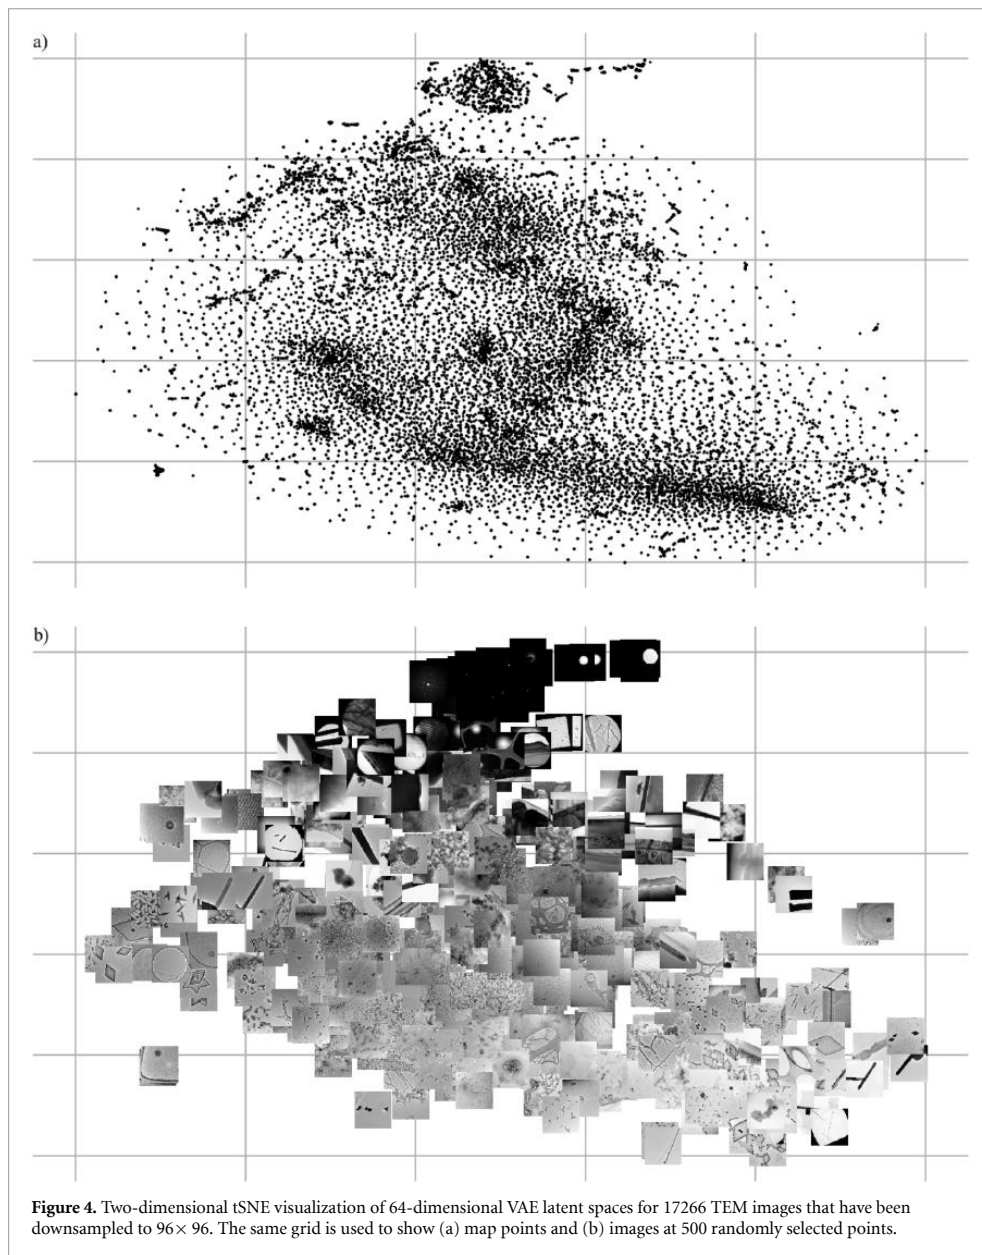 a)
b)
Figure 4. Two-dimensional tSNE visualization of 64-dimensional VAE latent spaces for 17266 TEM images that have been
downsampled to 96× 96. The same grid is used to show (a) map points and (b) images at 500 randomly selected points.